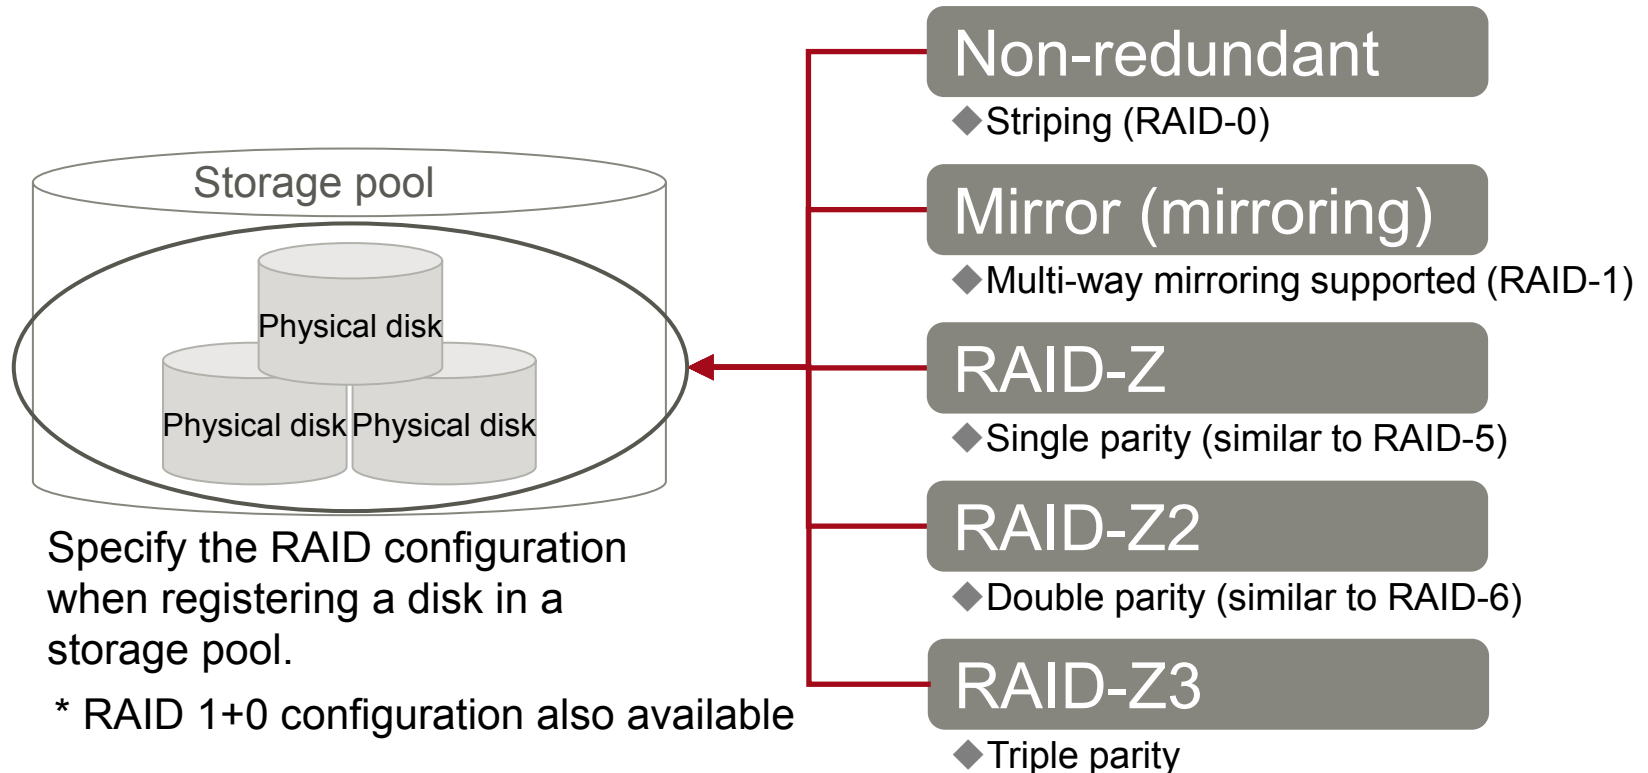 Storage pool
Physical disk
Physical disk
Physical disk
Specify the RAID configuration
when registering a disk in a
storage pool.
* RAID 1+0 configuration also available
Non-redundant
◆Striping (RAID-0)
Mirror (mirroring)
◆Multi-way mirroring supported (RAID-1)
RAID-Z
◆Single parity (similar to RAID-5)
RAID-Z2
◆Double parity (similar to RAID-6)
RAID-Z3
◆Triple parity